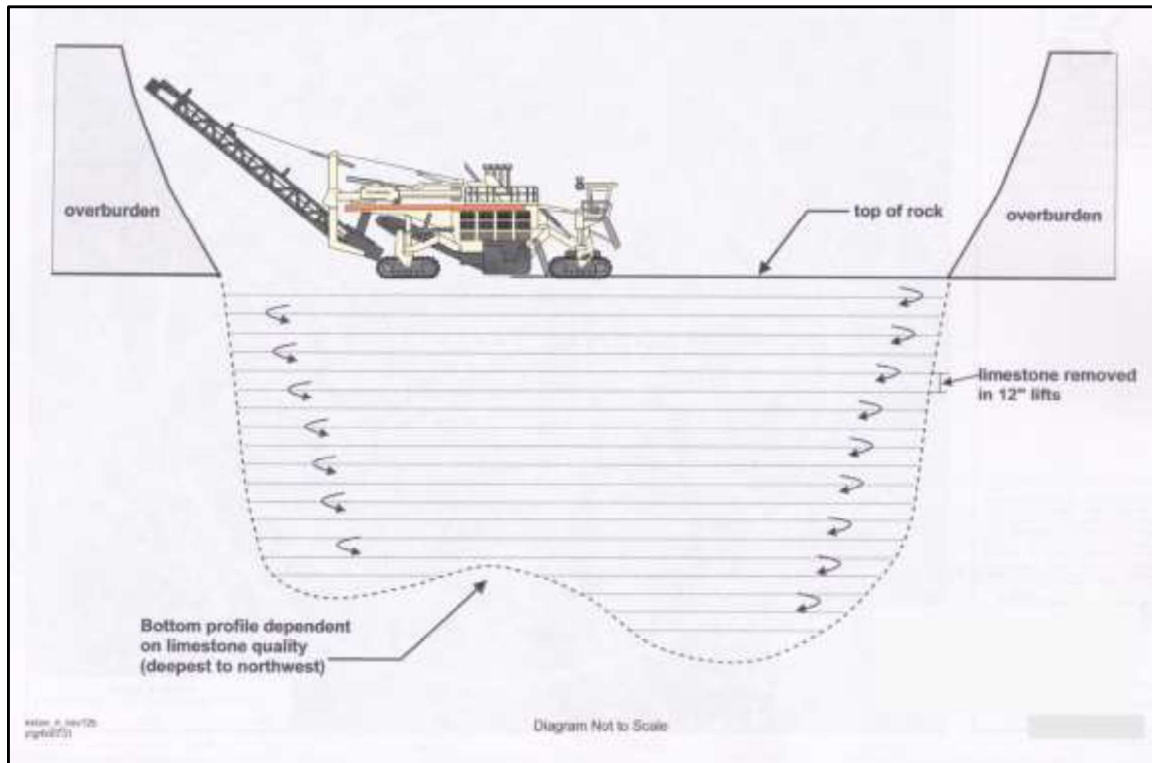 overburden
top of rock
overburden
limestone removed
in 12" lifts
Bottom profile dependent
on limestone quality
(deepest to northwest)
Diagram Not to Scale